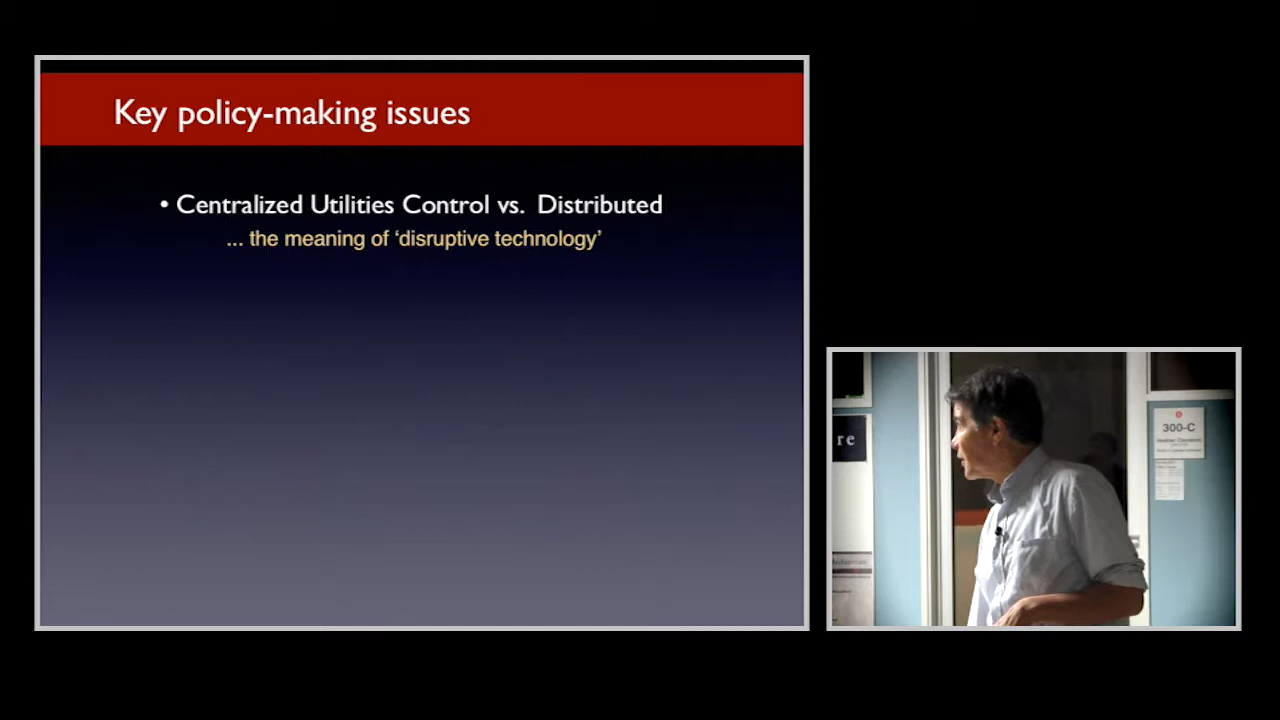 Key policy-making issues
• Centralized Utilities Control vs. Distributed
... the meaning of ‘disruptive technology’
re
300-C